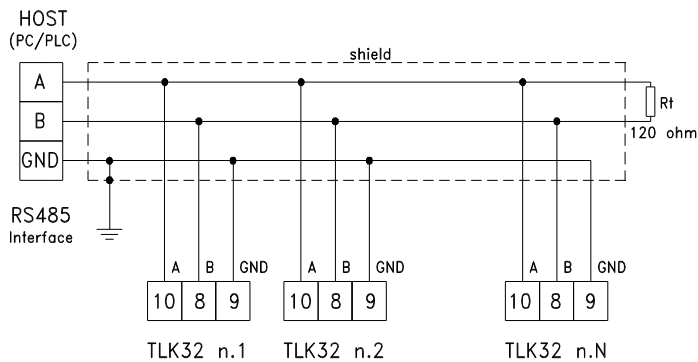 HOST
(PC/PLC)
shield
A
B
GND
Rt
120 ohm
RS485
Interface
A B GND A B GND A B GND
10 8 9 10 8 9 10 8 9
TLK32 n.1 TLK32 n.2 TLK32 n.N